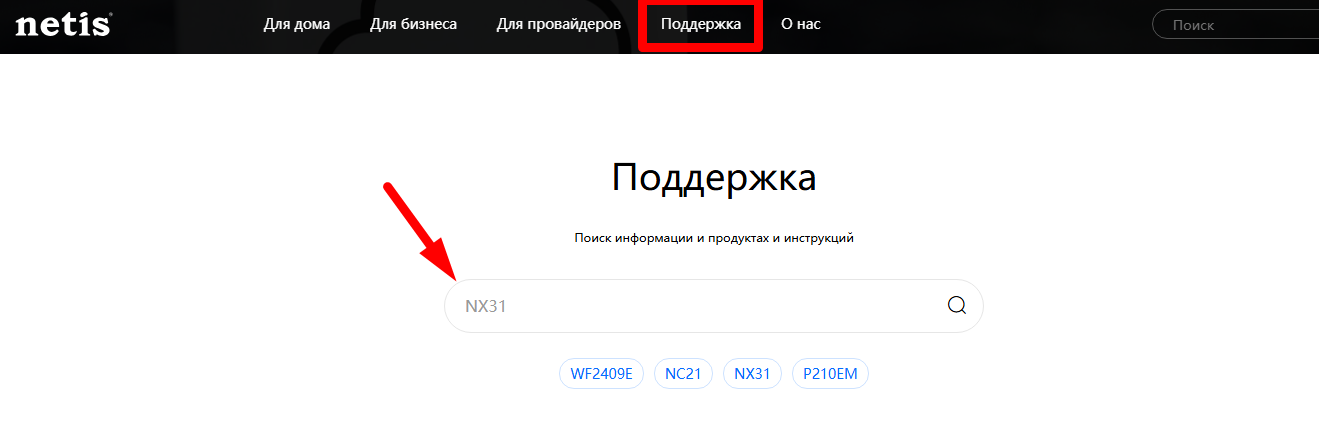 netis Для дома Для бизнеса Для провайдеров Поддержка О нас Поиск
Поддержка
Поиск информации и продуктах и инструкций
NX31
WF2409E NC21 NX31 P210EM